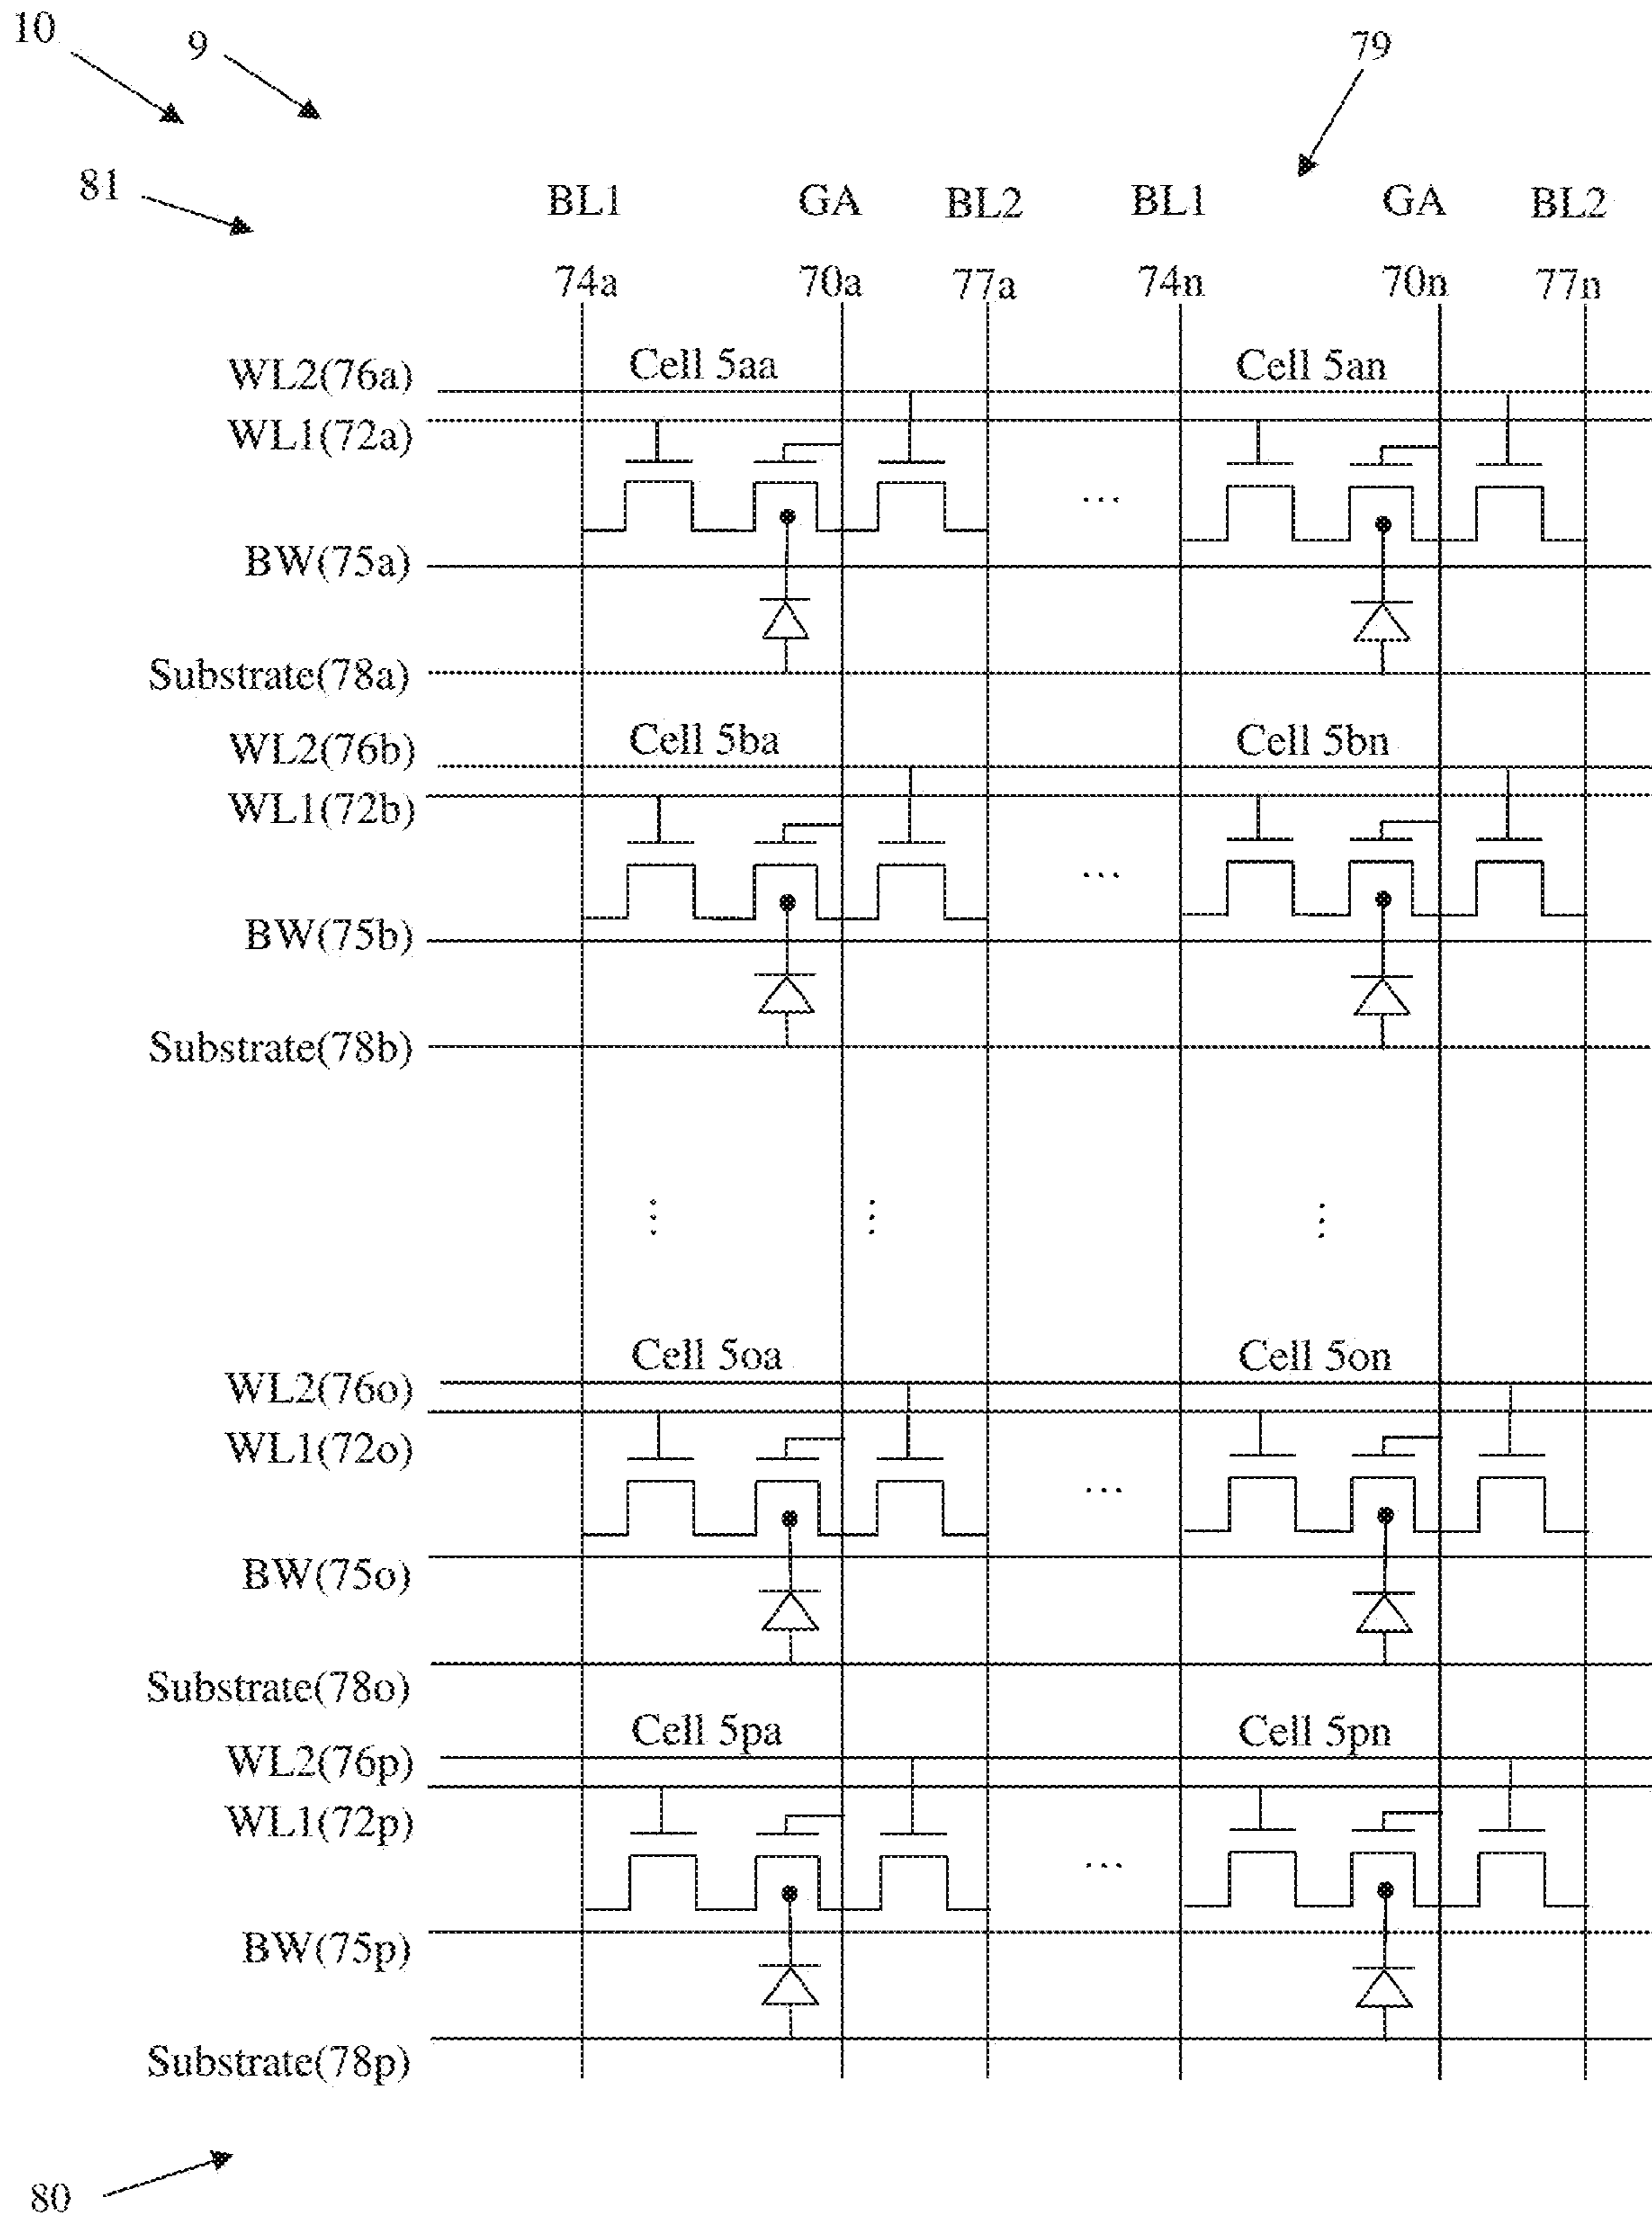 10
9
79
81
BL1 GA BL2 BL1 GA BL2
74a 70a 77a 74n 70n 77n
WL2(76a) Cell 5aa Cell 5an
WL1(72a)
...
BW(75a)
Substrate(78a)
WL2(76b) Cell 5ba Cell 5bn
WL1(72b)
...
BW(75b)
Substrate(78b)
Cell 5oa Cell 5on
WL2(76o)
WL1(72o)
...
BW(75o)
Substrate(78o)
Cell 5pa Cell 5pn
WL2(76p)
WL1(72p)
...
BW(75p)
Substrate(78p)
80